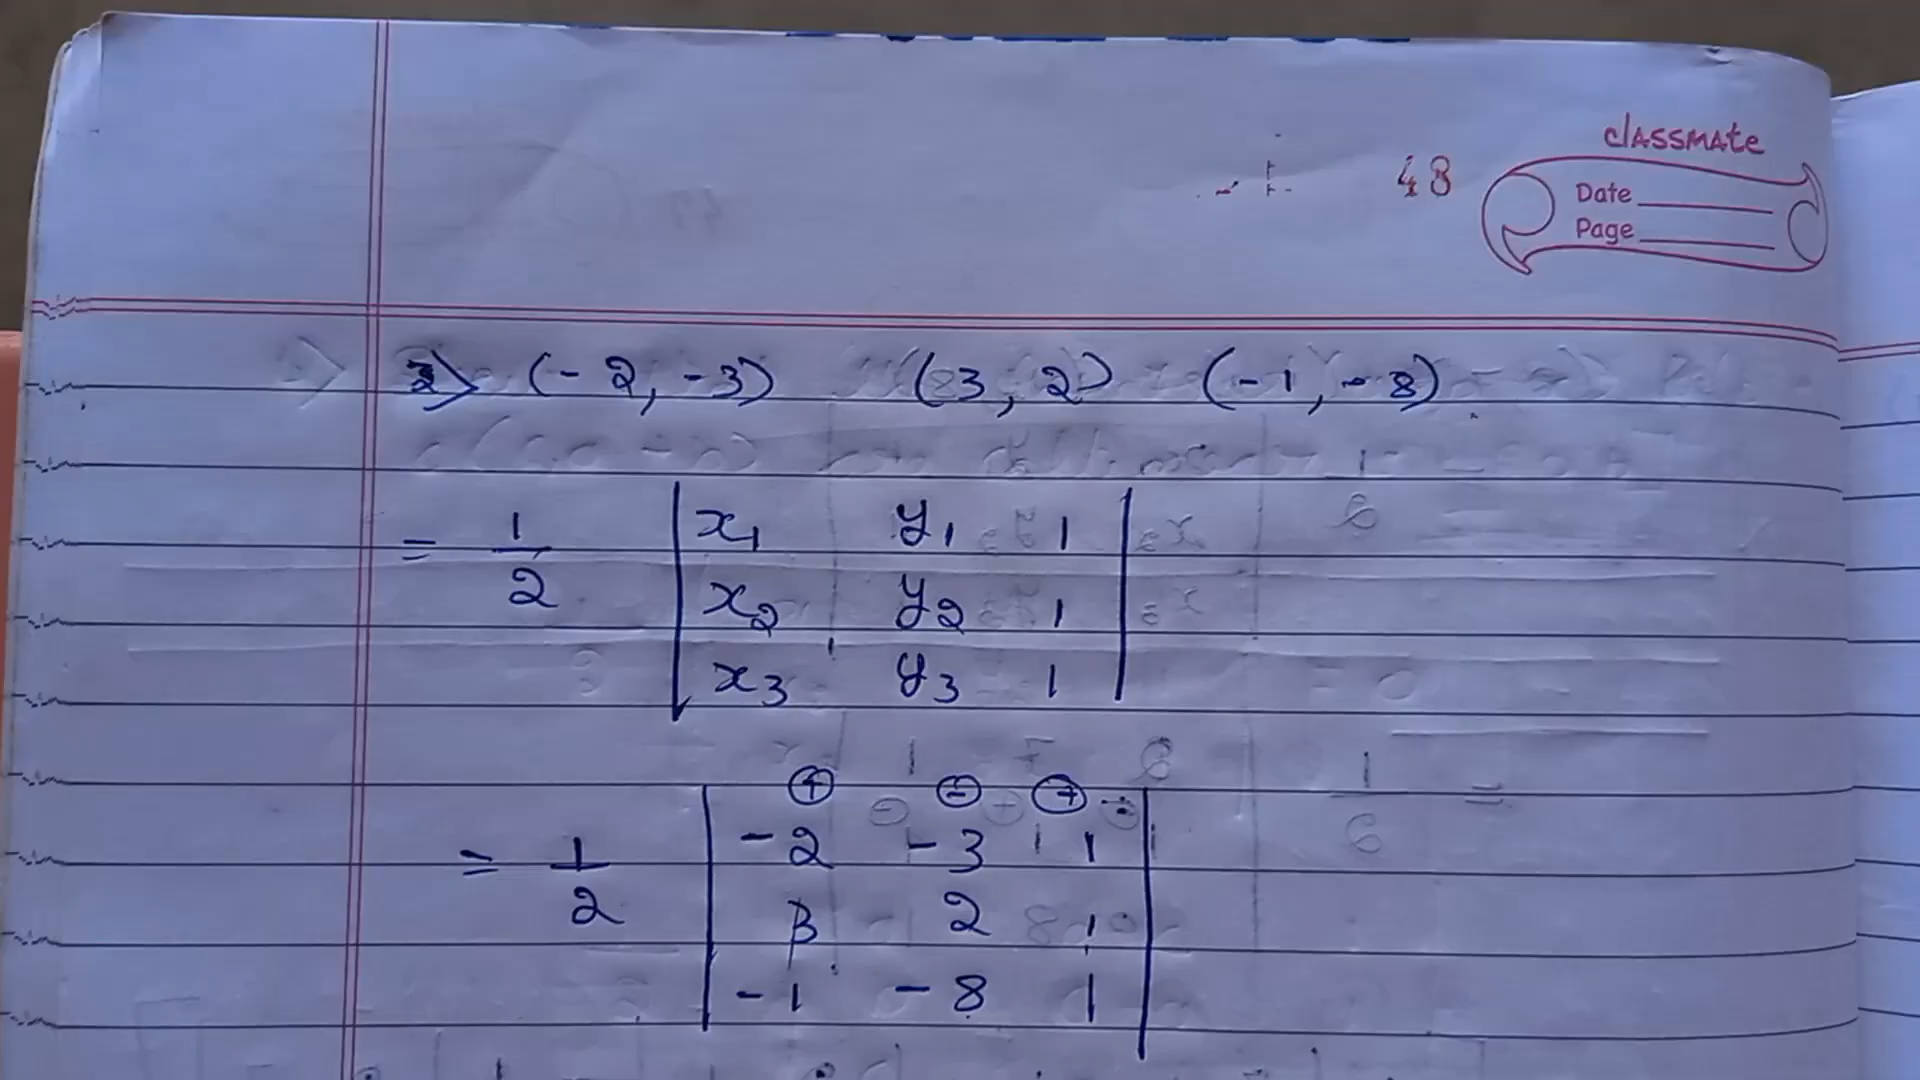 classmate
48
Date
Page
2) (-2, -3) (3, 2) (-1, -8)
= 1/2 | x₁ y₁ 1 |
| x₂ y₂ 1 |
| x₃ y₃ 1 |
⊕ ⊖ ⊕
= 1/2 | -2 -3 1 |
| 3 2 1 |
| -1 -8 1 |